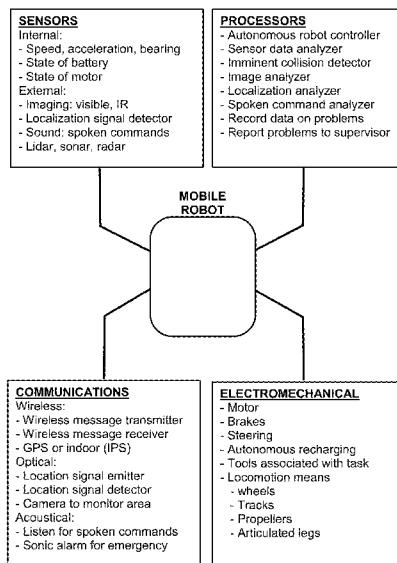 SENSORS
Internal:
- Speed, acceleration, bearing
- State of battery
- State of motor
External:
- Imaging: visible, IR
- Localization signal detector
- Sound: spoken commands
- Lidar, sonar, radar
PROCESSORS
- Autonomous robot controller
- Sensor data analyzer
- Imminent collision detector
- Image analyzer
- Localization analyzer
- Spoken command analyzer
- Record data on problems
- Report problems to supervisor
MOBILE
ROBOT
COMMUNICATIONS
Wireless:
- Wireless message transmitter
- Wireless message receiver
- GPS or indoor (IPS)
Optical:
- Location signal emitter
- Location signal detector
- Camera to monitor area
Acoustical:
- Listen for spoken commands
- Sonic alarm for emergency
ELECTROMECHANICAL
- Motor
- Brakes
- Steering
- Autonomous recharging
- Tools associated with task
- Locomotion means
- wheels
- Tracks
- Propellers
- Articulated legs